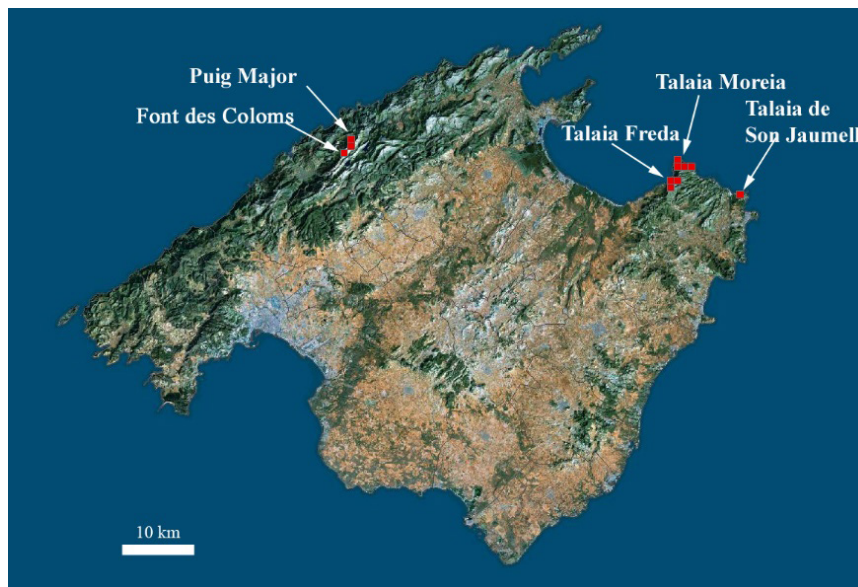 Puig Major
Font des Coloms
Talaia Moreia
Talaia Freda
Talaia de
Son Jaumell
10 km